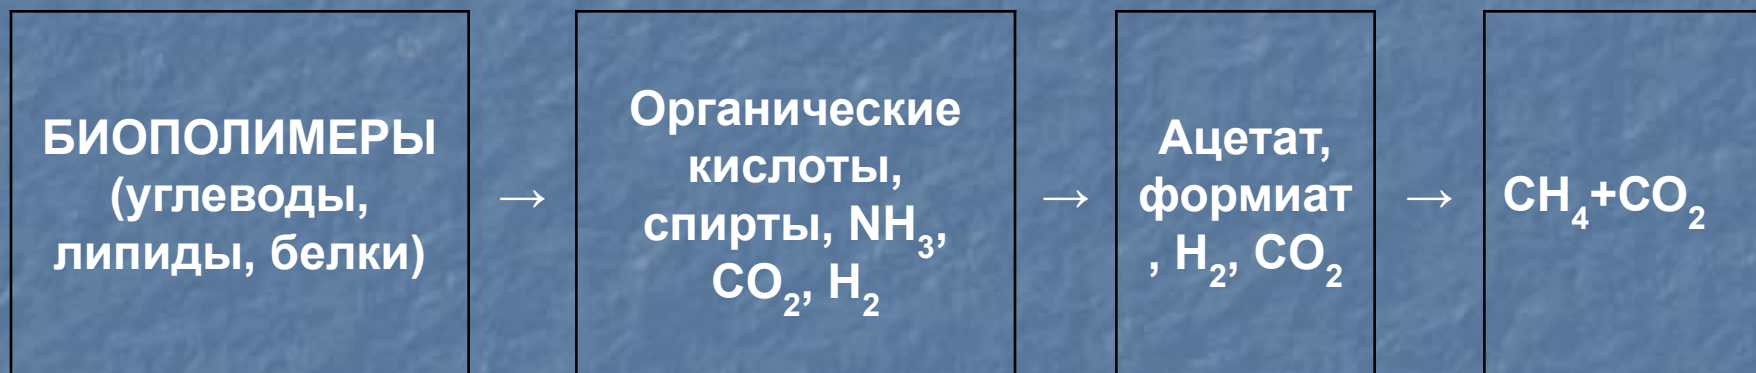 БИОПОЛИМЕРЫ
(углеводы,
липиды, белки)
→
Органические
кислоты,
спирты, NH₃,
CO₂, H₂
→
Ацетат,
формиат
, H₂, CO₂
→
CH₄+CO₂